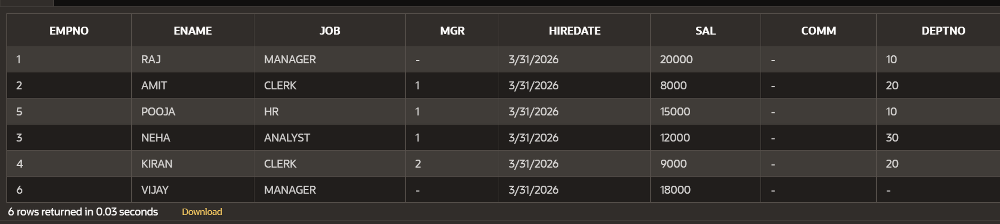 EMPNO ENAME JOB MGR HIREDATE SAL COMM DEPTNO
1 RAJ MANAGER - 3/31/2026 20000 - 10
2 AMIT CLERK 1 3/31/2026 8000 - 20
5 POOJA HR 1 3/31/2026 15000 - 10
3 NEHA ANALYST 1 3/31/2026 12000 - 30
4 KIRAN CLERK 2 3/31/2026 9000 - 20
6 VIJAY MANAGER - 3/31/2026 18000 - -
6 rows returned in 0.03 seconds Download